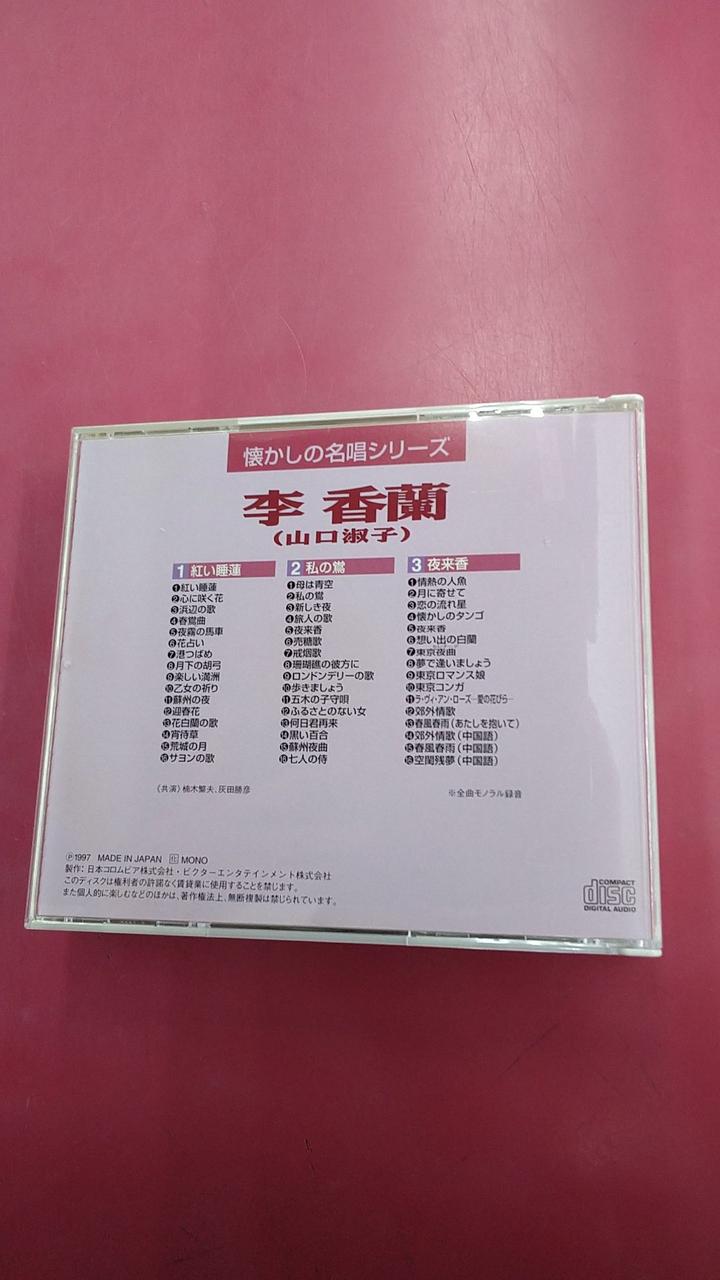 懐かしの名唱シリーズ
李 香蘭
（山口淑子）
1 紅い睡蓮
❶紅い睡蓮
❷心に咲く花
❸浜辺の歌
❹春鶯曲
❺夜霧の馬車
❻花占い
❼港つばめ
❽月下の胡弓
❾楽しい満洲
❿乙女の祈り
⓫蘇州の夜
⓬迎春花
⓭花白蘭の歌
⓮宵待草
⓯荒城の月
⓰サヨンの歌
2 私の鶯
❶母は青空
❷私の鶯
❸新しき夜
❹旅人の歌
❺夜来香
❻売糖歌
❼戒烟歌
❽珊瑚礁の彼方に
❾ロンドンデリーの歌
❿歩きましょう
⓫五木の子守唄
⓬ふるさとのない女
⓭何日君再来
⓮黒い百合
⓯蘇州夜曲
⓰七人の侍
3 夜来香
❶情熱の人魚
❷月に寄せて
❸恋の流れ星
❹懐かしのタンゴ
❺夜来香
❻想い出の白蘭
❼東京夜曲
❽夢で逢いましょう
❾東京ロマンス娘
❿東京コンガ
⓫ラ・ヴィ・アン・ローズ－愛の花びら－
⓬郊外情歌
⓭春風春雨（あたしを抱いて）
⓮郊外情歌（中国語）
⓯春風春雨（中国語）
⓰空閨残夢（中国語）
（共演）楠木繁夫、灰田勝彦
※全曲モノラル録音
Ⓟ1997 MADE IN JAPAN MONO
製作：日本コロムビア株式会社・ビクターエンタテインメント株式会社
このディスクは権利者の許諾なく賃貸業に使用することを禁じます。
また個人的に楽しむなどのほかは、著作権法上、無断複製は禁じられています。
COMPACT
disc
DIGITAL AUDIO